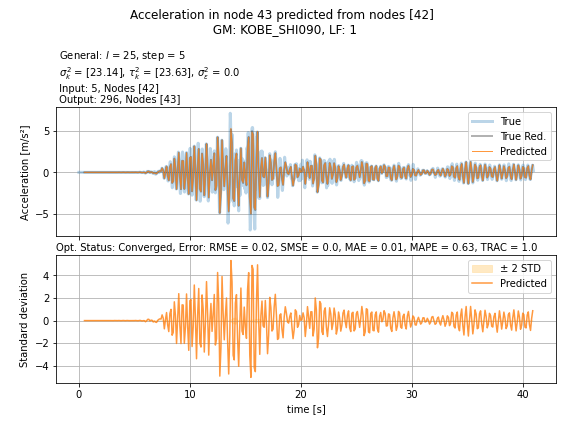 Acceleration in node 43 predicted from nodes [42]
GM: KOBE_SHI090, LF: 1
General: l = 25, step = 5
σ²ₖ = [23.14], τ²ₖ = [23.63], σ²ε = 0.0
Input: 5, Nodes [42]
Output: 296, Nodes [43]
Acceleration [m/s²]
5
0
−5
True
True Red.
Predicted
Opt. Status: Converged, Error: RMSE = 0.02, SMSE = 0.0, MAE = 0.01, MAPE = 0.63, TRAC = 1.0
Standard deviation
4
2
0
−2
−4
± 2 STD
Predicted
0 10 20 30 40
time [s]